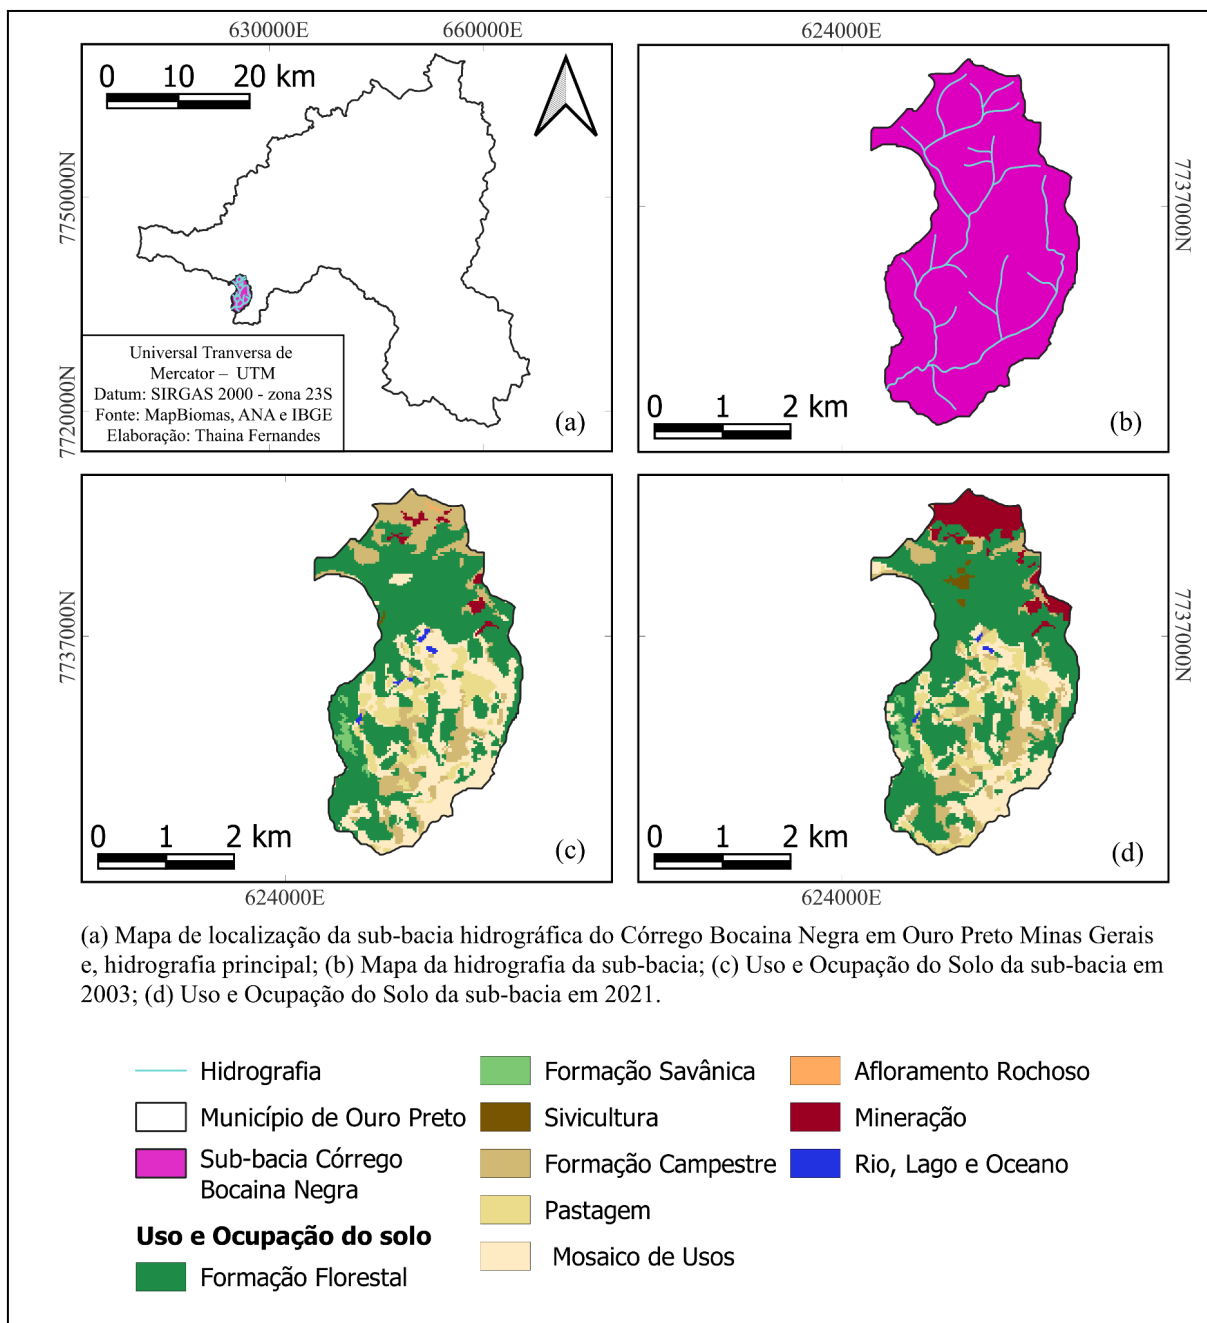 630000E 660000E 624000E
0 10 20 km
7750000N
7737000N
Universal Tranversa de
Mercator – UTM
Datum: SIRGAS 2000 - zona 23S
Fonte: MapBiomas, ANA e IBGE
Elaboração: Thaina Fernandes
7720000N
(a)
0 1 2 km
(b)
7737000N
7737000N
0 1 2 km
(c)
0 1 2 km
(d)
624000E 624000E
(a) Mapa de localização da sub-bacia hidrográfica do Córrego Bocaina Negra em Ouro Preto Minas Gerais
e, hidrografia principal; (b) Mapa da hidrografia da sub-bacia; (c) Uso e Ocupação do Solo da sub-bacia em
2003; (d) Uso e Ocupação do Solo da sub-bacia em 2021.
Hidrografia
Município de Ouro Preto
Sub-bacia Córrego
Bocaina Negra
Uso e Ocupação do solo
Formação Florestal
Formação Savânica
Sivicultura
Formação Campestre
Pastagem
Mosaico de Usos
Afloramento Rochoso
Mineração
Rio, Lago e Oceano